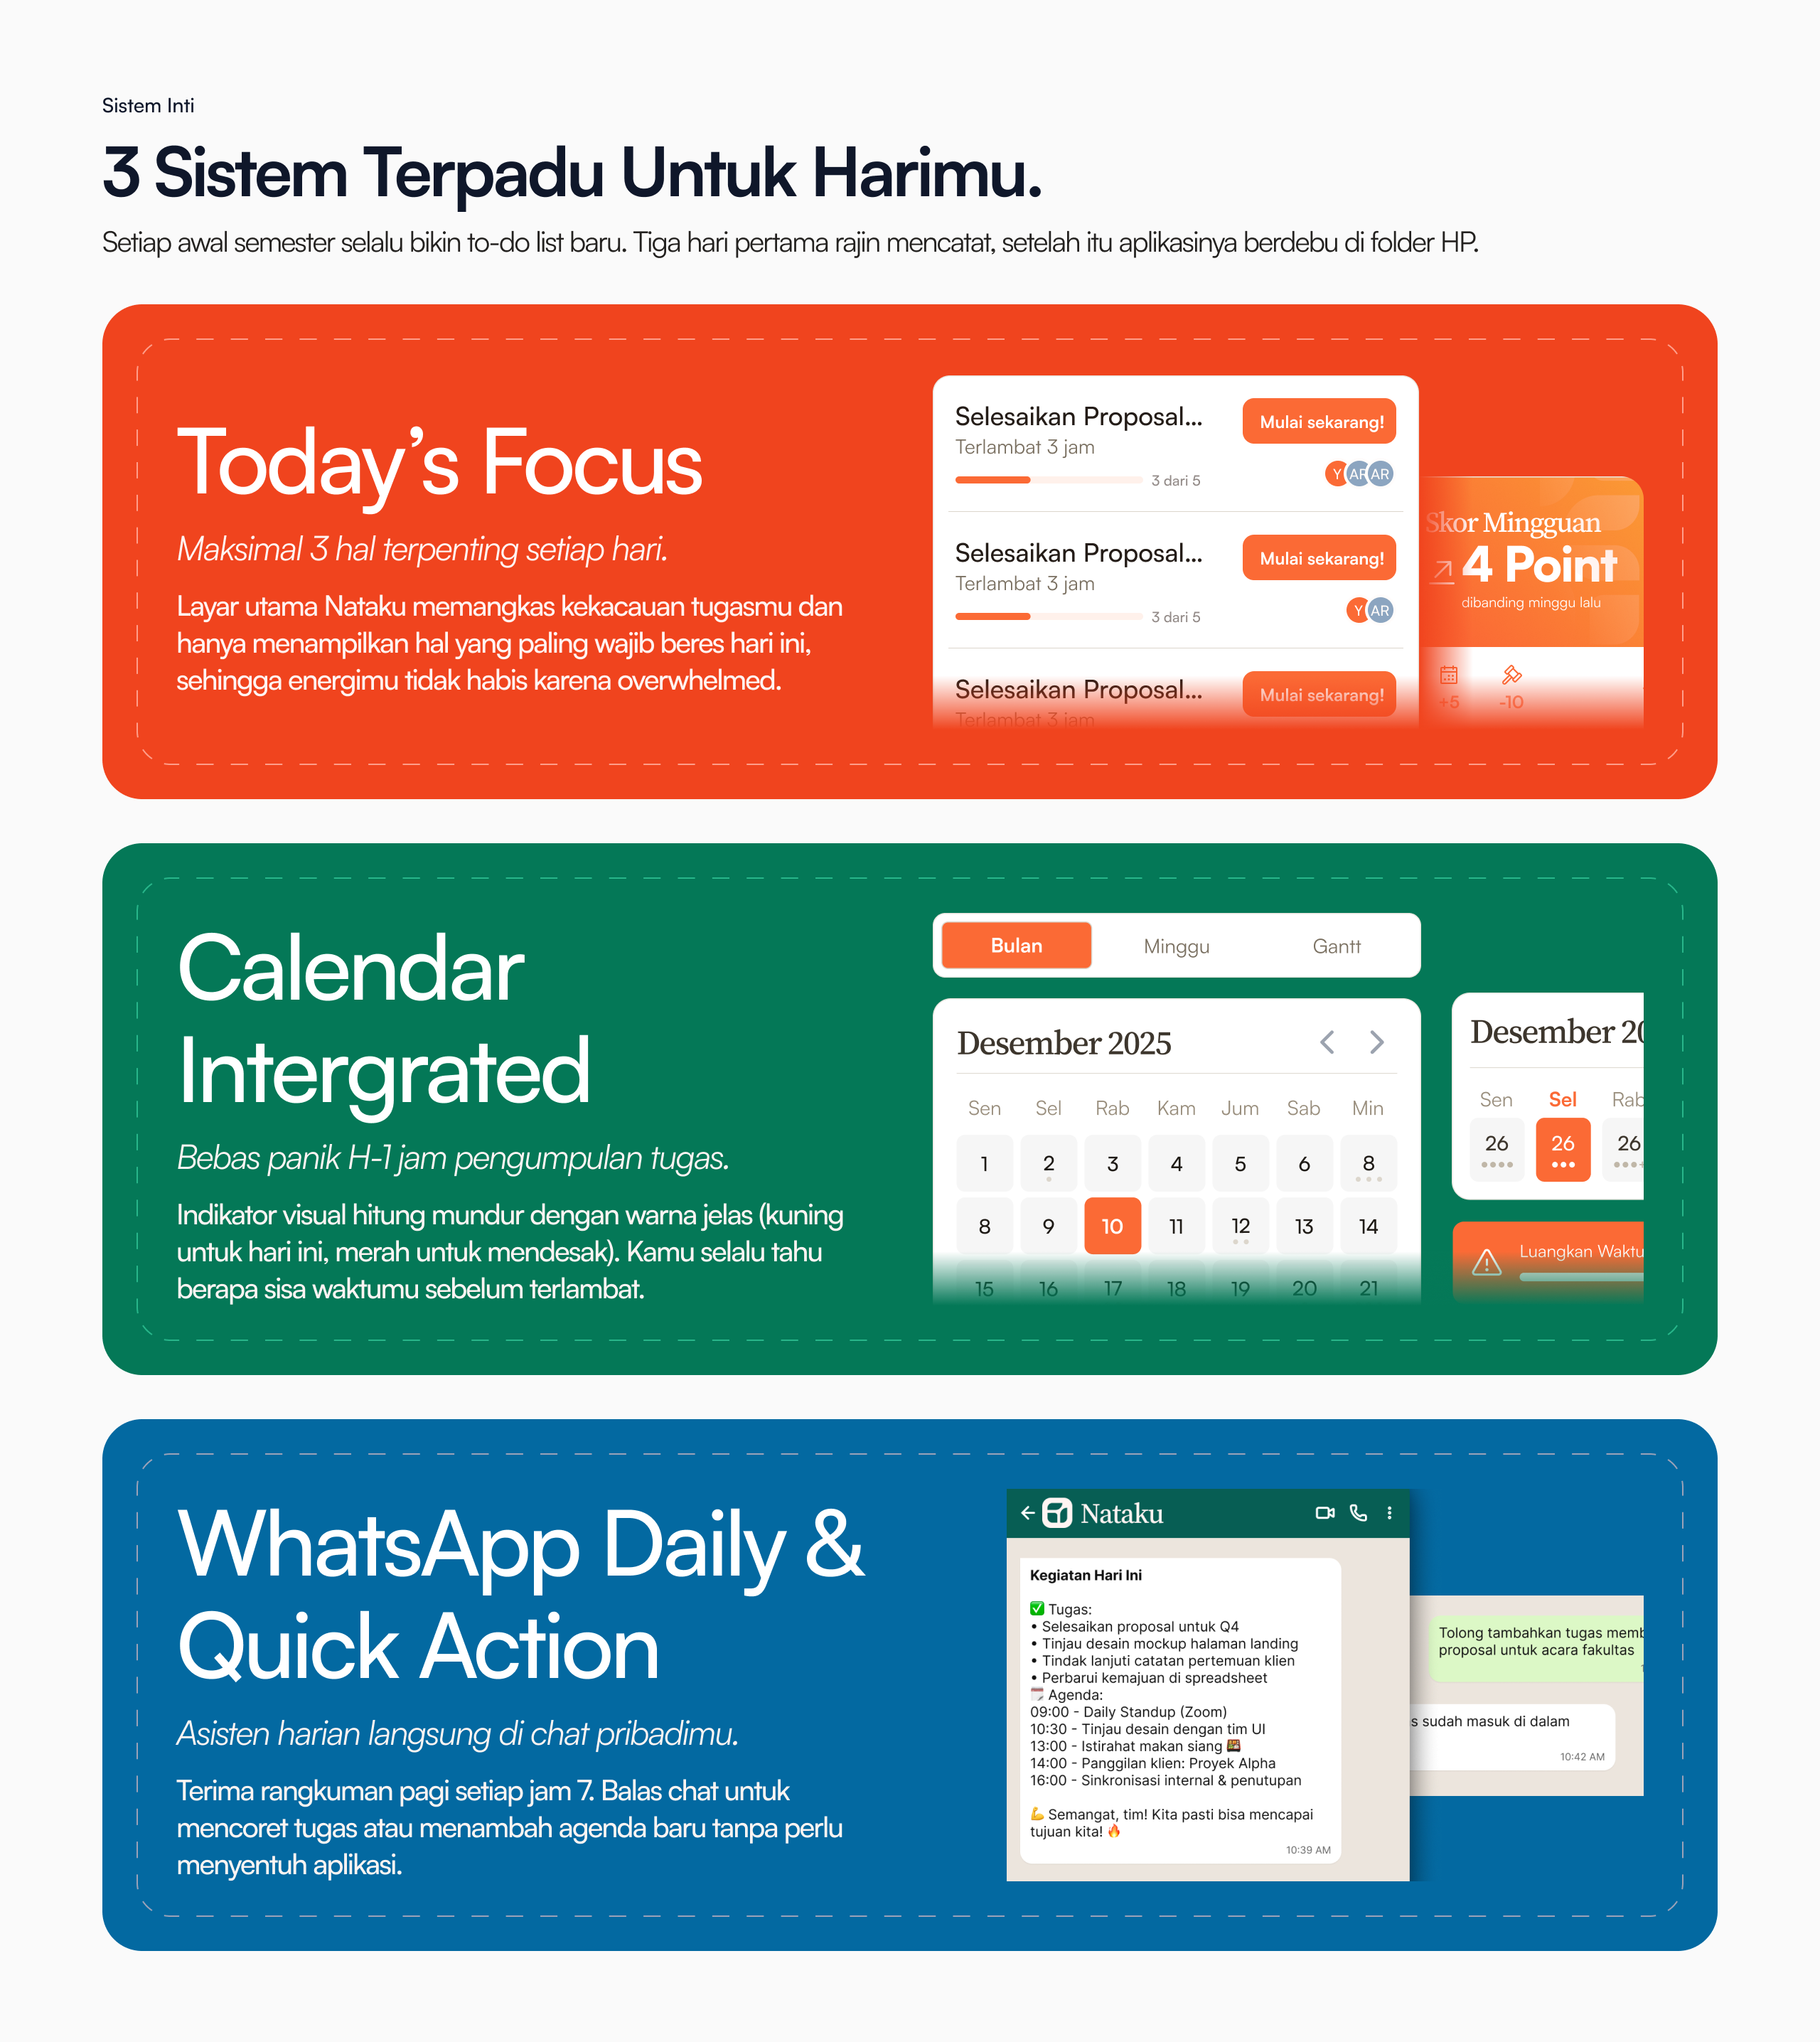 Sistem Inti
3 Sistem Terpadu Untuk Harimu.
Setiap awal semester selalu bikin to-do list baru. Tiga hari pertama rajin mencatat, setelah itu aplikasinya berdebu di folder HP.
Today’s Focus
Maksimal 3 hal terpenting setiap hari.
Layar utama Nataku memangkas kekacauan tugasmu dan
hanya menampilkan hal yang paling wajib beres hari ini,
sehingga energimu tidak habis karena overwhelmed.
Selesaikan Proposal...
Mulai sekarang!
Terlambat 3 jam
3 dari 5
Y AR AR
Selesaikan Proposal...
Mulai sekarang!
Terlambat 3 jam
3 dari 5
Y AR
Selesaikan Proposal...
Mulai sekarang!
Terlambat 3 jam
Skor Mingguan
4 Point
dibanding minggu lalu
+5 -10
Calendar
Intergrated
Bebas panik H-1 jam pengumpulan tugas.
Indikator visual hitung mundur dengan warna jelas (kuning
untuk hari ini, merah untuk mendesak). Kamu selalu tahu
berapa sisa waktumu sebelum terlambat.
Bulan Minggu Gantt
Desember 2025
Sen Sel Rab Kam Jum Sab Min
1 2 3 4 5 6 8
8 9 10 11 12 13 14
15 16 17 18 19 20 21
Desember 20
Sen Sel Rab
26 26 26
Luangkan Waktu
WhatsApp Daily &
Quick Action
Asisten harian langsung di chat pribadimu.
Terima rangkuman pagi setiap jam 7. Balas chat untuk
mencoret tugas atau menambah agenda baru tanpa perlu
menyentuh aplikasi.
Nataku
Kegiatan Hari Ini
✅ Tugas:
• Selesaikan proposal untuk Q4
• Tinjau desain mockup halaman landing
• Tindak lanjuti catatan pertemuan klien
• Perbarui kemajuan di spreadsheet
🗓️ Agenda:
09:00 - Daily Standup (Zoom)
10:30 - Tinjau desain dengan tim UI
13:00 - Istirahat makan siang 🍱
14:00 - Panggilan klien: Proyek Alpha
16:00 - Sinkronisasi internal & penutupan
💪 Semangat, tim! Kita pasti bisa mencapai
tujuan kita! 🔥
10:39 AM
Tolong tambahkan tugas memb
proposal untuk acara fakultas
s sudah masuk di dalam
10:42 AM